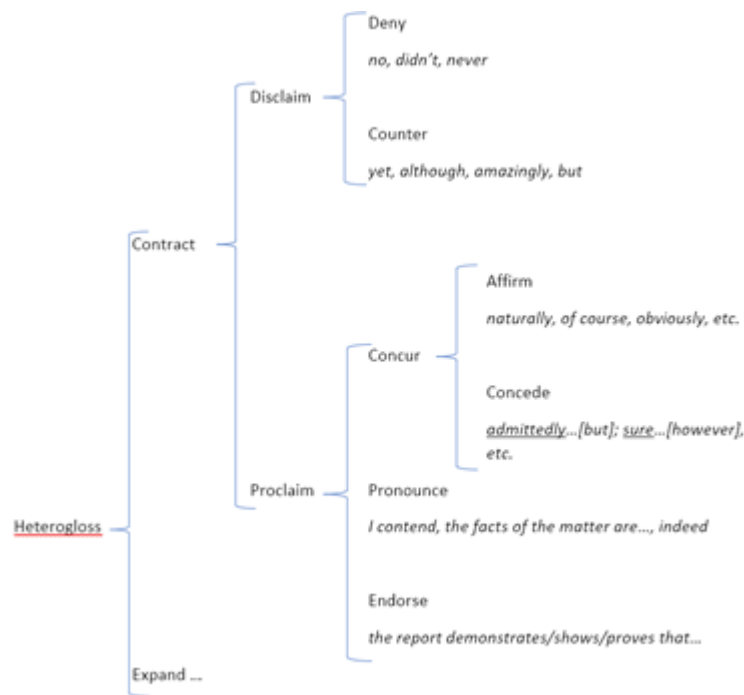 Deny
no, didn't, never
Disclaim
Counter
yet, although, amazingly, but
Contract
Affirm
naturally, of course, obviously, etc.
Concur
Concede
admittedly...[but]; sure...[however],
etc.
Proclaim
Pronounce
I contend, the facts of the matter are..., indeed
Heterogloss
Endorse
the report demonstrates/shows/proves that...
Expand ...